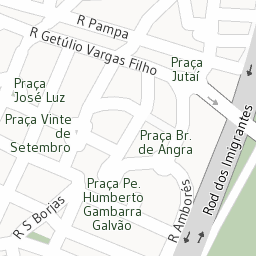 R Pampa
R Getúlio Vargas Filho
Praça
Jutaí
Praça
José Luz
Praça Vinte
de
Setembro
Praça Br.
de Angra
Rod dos Imigrantes
Praça Pe.
Humberto
Gambarra
Galvão
R Amborés
R S Borjas